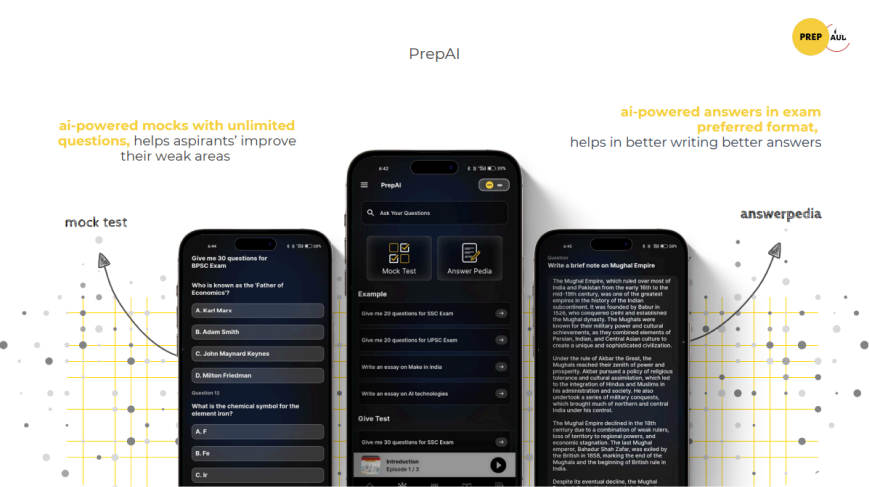 PREP AUL
PrepAI
ai-powered mocks with unlimited
questions, helps aspirants' improve
their weak areas
ai-powered answers in exam
preferred format,
helps in better writing better answers
mock test
answerpedia
6:44
Give me 30 questions for
BPSC Exam
Who is known as the 'Father of
Economics'?
A. Karl Marx
B. Adam Smith
C. John Maynard Keynes
D. Milton Friedman
Question 12
What is the chemical symbol for the
element iron?
A. F
B. Fe
C. Ir
6:42
PrepAI
Ask Your Questions
Mock Test
Answer Pedia
Example
Give me 20 questions for SSC Exam
Give me 20 questions for UPSC Exam
Write an essay on Make in India
Write an essay on AI technologies
Give Test
Give me 30 questions for SSC Exam
Introduction
Episode 1 / 3
6:45
Question
Write a brief note on Mughal Empire
The Mughal Empire, which ruled over most of
India and Pakistan from the early 16th to the
mid-19th century, was one of the greatest
empires in the history of the Indian
subcontinent. It was founded by Babur in
1526, who conquered Delhi and established
the Mughal dynasty. The Mughals were
known for their military power and cultural
achievements, as they combined elements of
Persian, Indian, and Central Asian culture to
create a unique and sophisticated civilization.
Under the rule of Akbar the Great, the
Mughals reached their zenith of power and
prosperity. Akbar pursued a policy of religious
tolerance and cultural assimilation, which led
to the integration of Hindus and Muslims in
his administration and society. He also
undertook a series of military conquests,
which brought much of northern and central
India under his control.
The Mughal Empire declined in the 18th
century due to a combination of weak rulers,
loss of territory to regional powers, and
economic stagnation. The last Mughal
emperor, Bahadur Shah Zafar, was exiled by
the British in 1858, marking the end of the
Mughals and the beginning of British rule in
India.
Despite its eventual decline, the Mughal